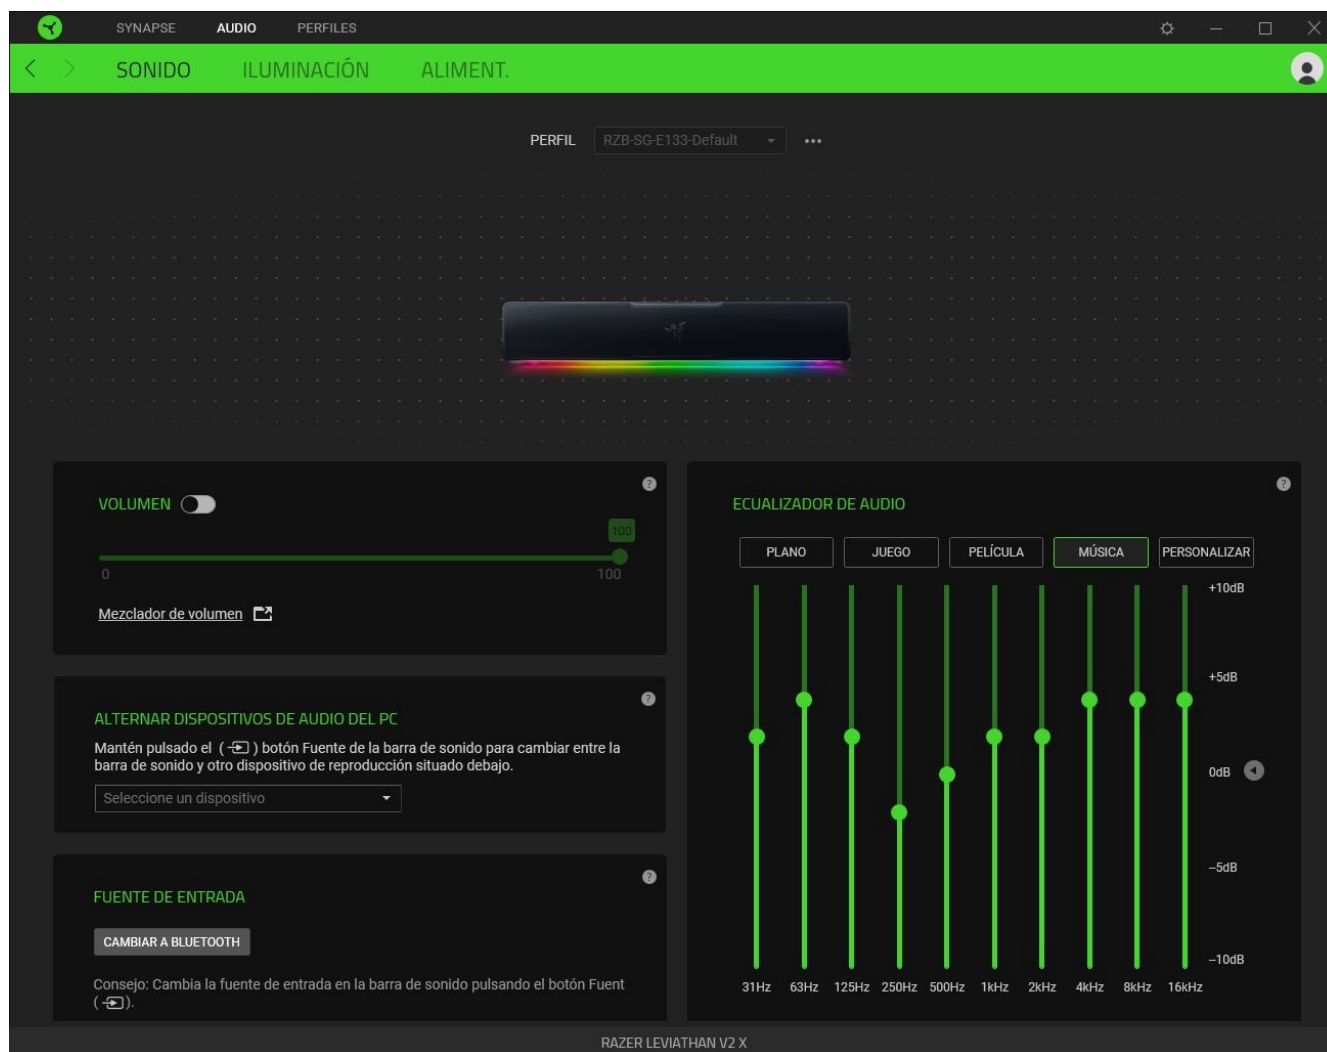 SYNAPSE AUDIO PERFILES
SONIDO ILUMINACIÓN ALIMENT.
PERFIL RZB-SG-E133-Default
VOLUMEN
100
0 100
Mezclador de volumen
ALTERNAR DISPOSITIVOS DE AUDIO DEL PC
Mantén pulsado el ( ) botón Fuente de la barra de sonido para cambiar entre la
barra de sonido y otro dispositivo de reproducción situado debajo.
Seleccione un dispositivo
FUENTE DE ENTRADA
CAMBIAR A BLUETOOTH
Consejo: Cambia la fuente de entrada en la barra de sonido pulsando el botón Fuent
( ).
ECUALIZADOR DE AUDIO
PLANO JUEGO PELÍCULA MÚSICA PERSONALIZAR
+10dB
+5dB
0dB
–5dB
–10dB
31Hz 63Hz 125Hz 250Hz 500Hz 1kHz 2kHz 4kHz 8kHz 16kHz
RAZER LEVIATHAN V2 X